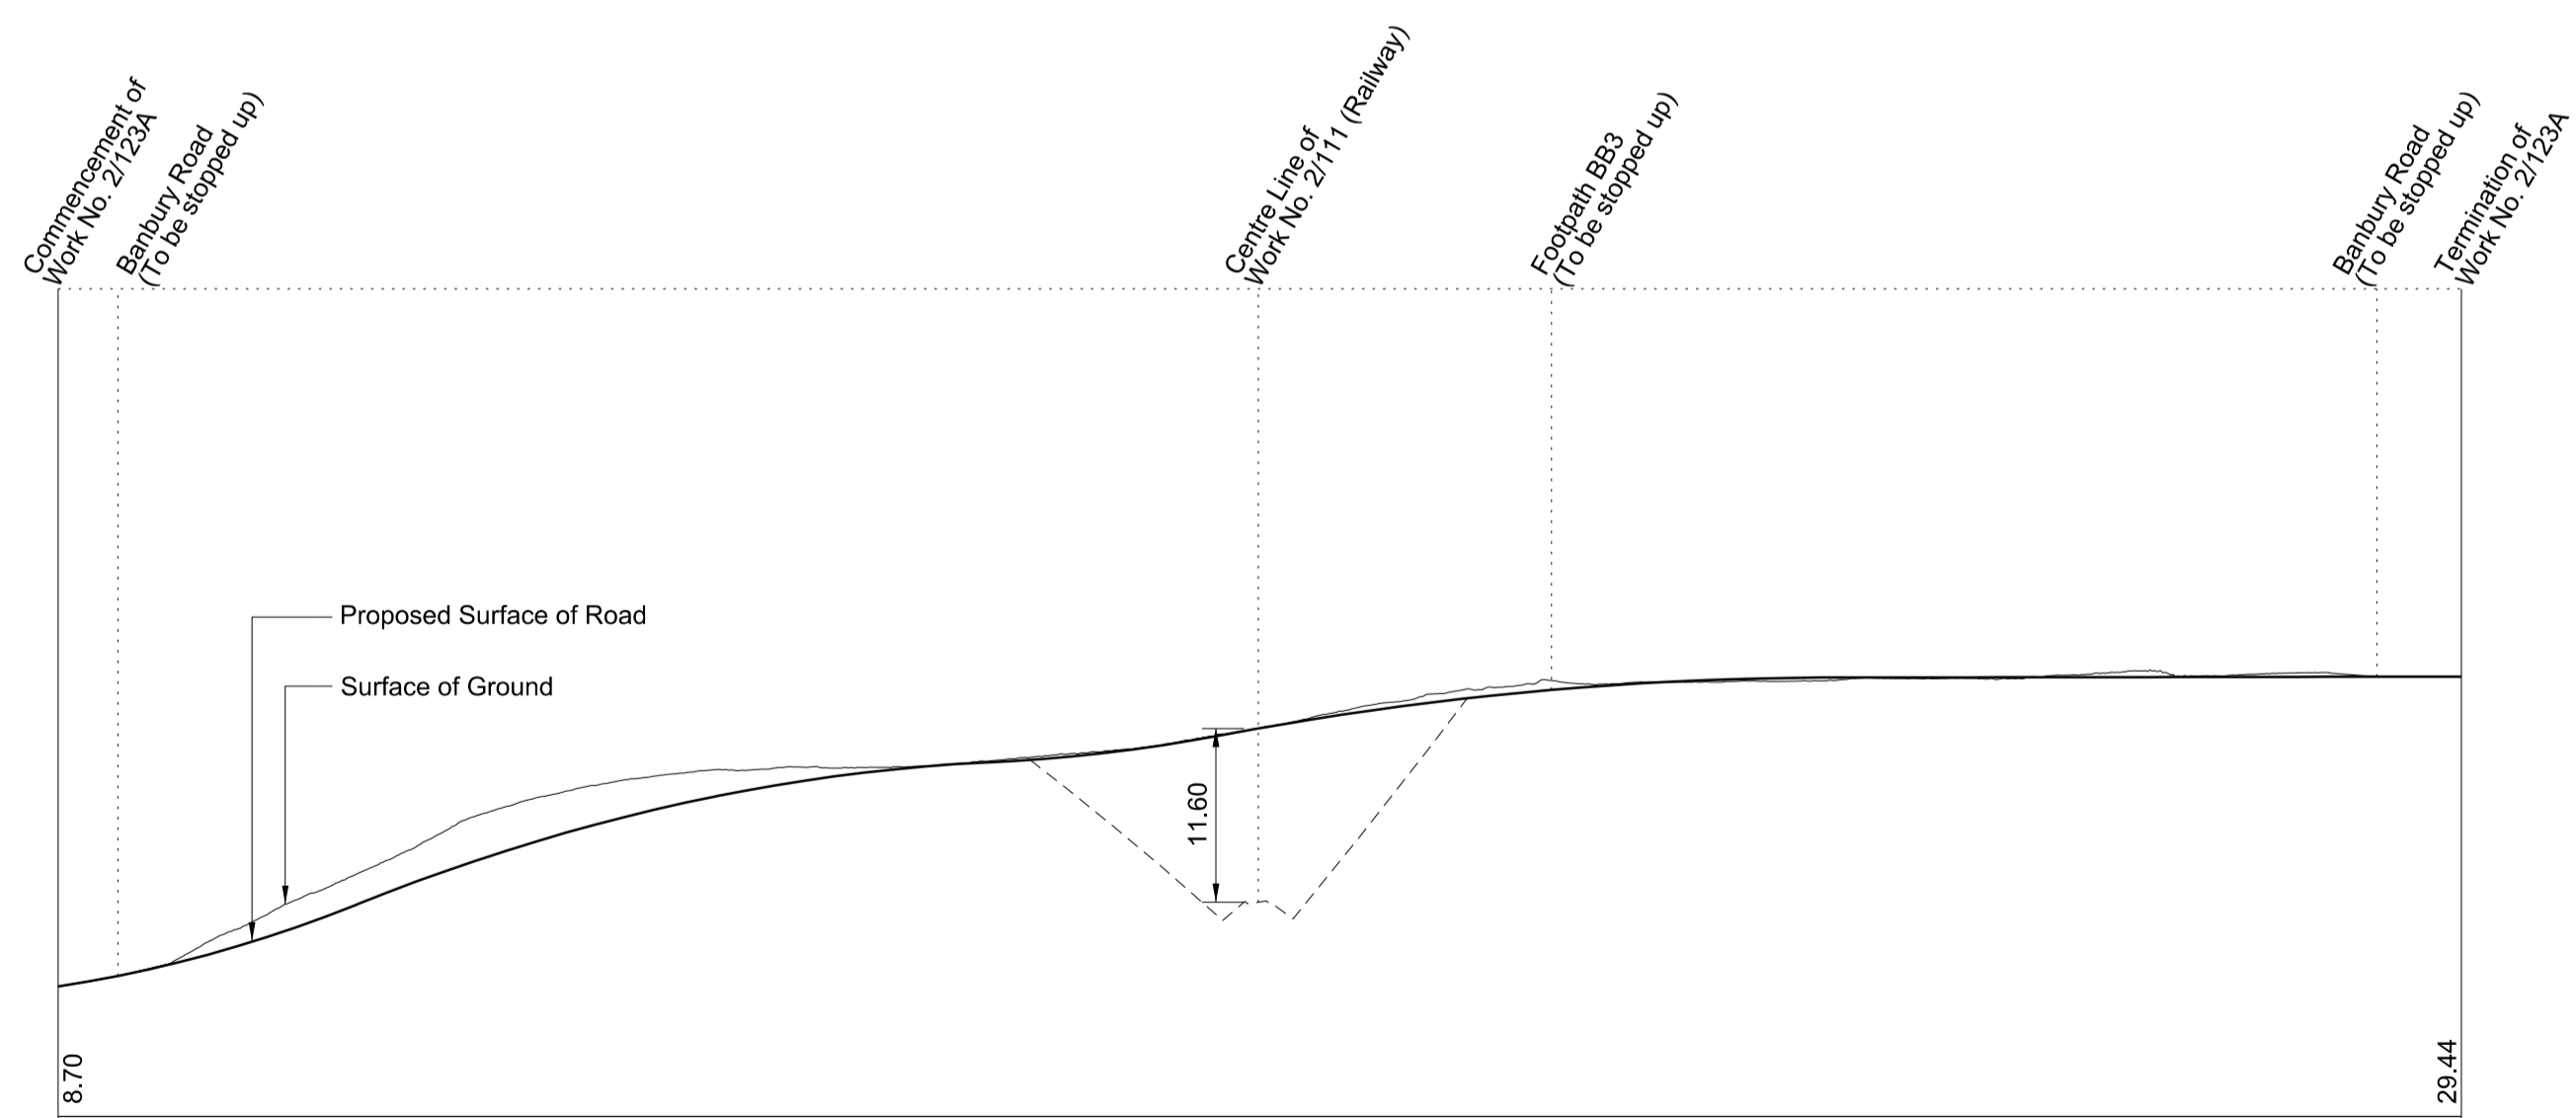 Commencement of
Work No. 2/123A
Banbury Road
(To be stopped up)
Centre Line of
Work No. 2/111 (Railway)
Footpath BB3
(To be stopped up)
Banbury Road
(To be stopped up)
Termination of
Work No. 2/123A
Proposed Surface of Road
Surface of Ground
11.60
8.70
29.44